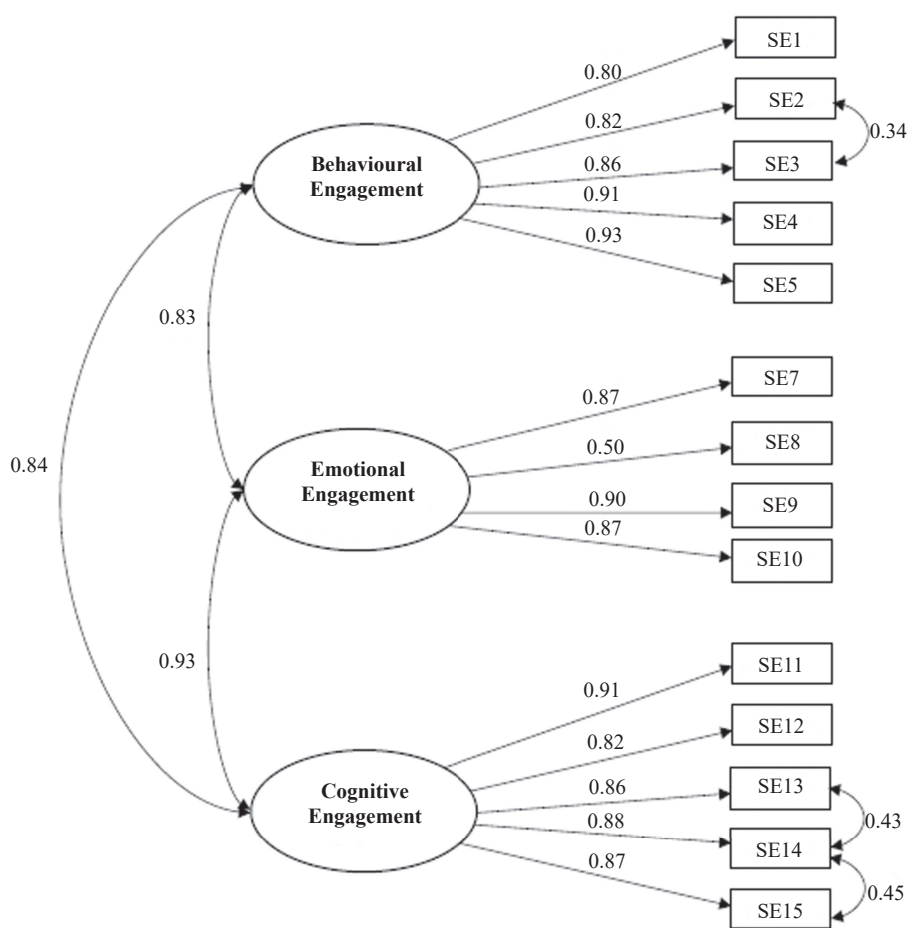 SE1
0.80
SE2
0.82
0.34
Behavioural
Engagement
0.86
SE3
0.91
SE4
0.93
SE5
0.83
0.87
SE7
0.84
Emotional
Engagement
0.50
SE8
0.90
SE9
0.87
SE10
0.93
0.91
SE11
0.82
SE12
Cognitive
Engagement
0.86
SE13
0.43
0.88
SE14
0.87
0.45
SE15